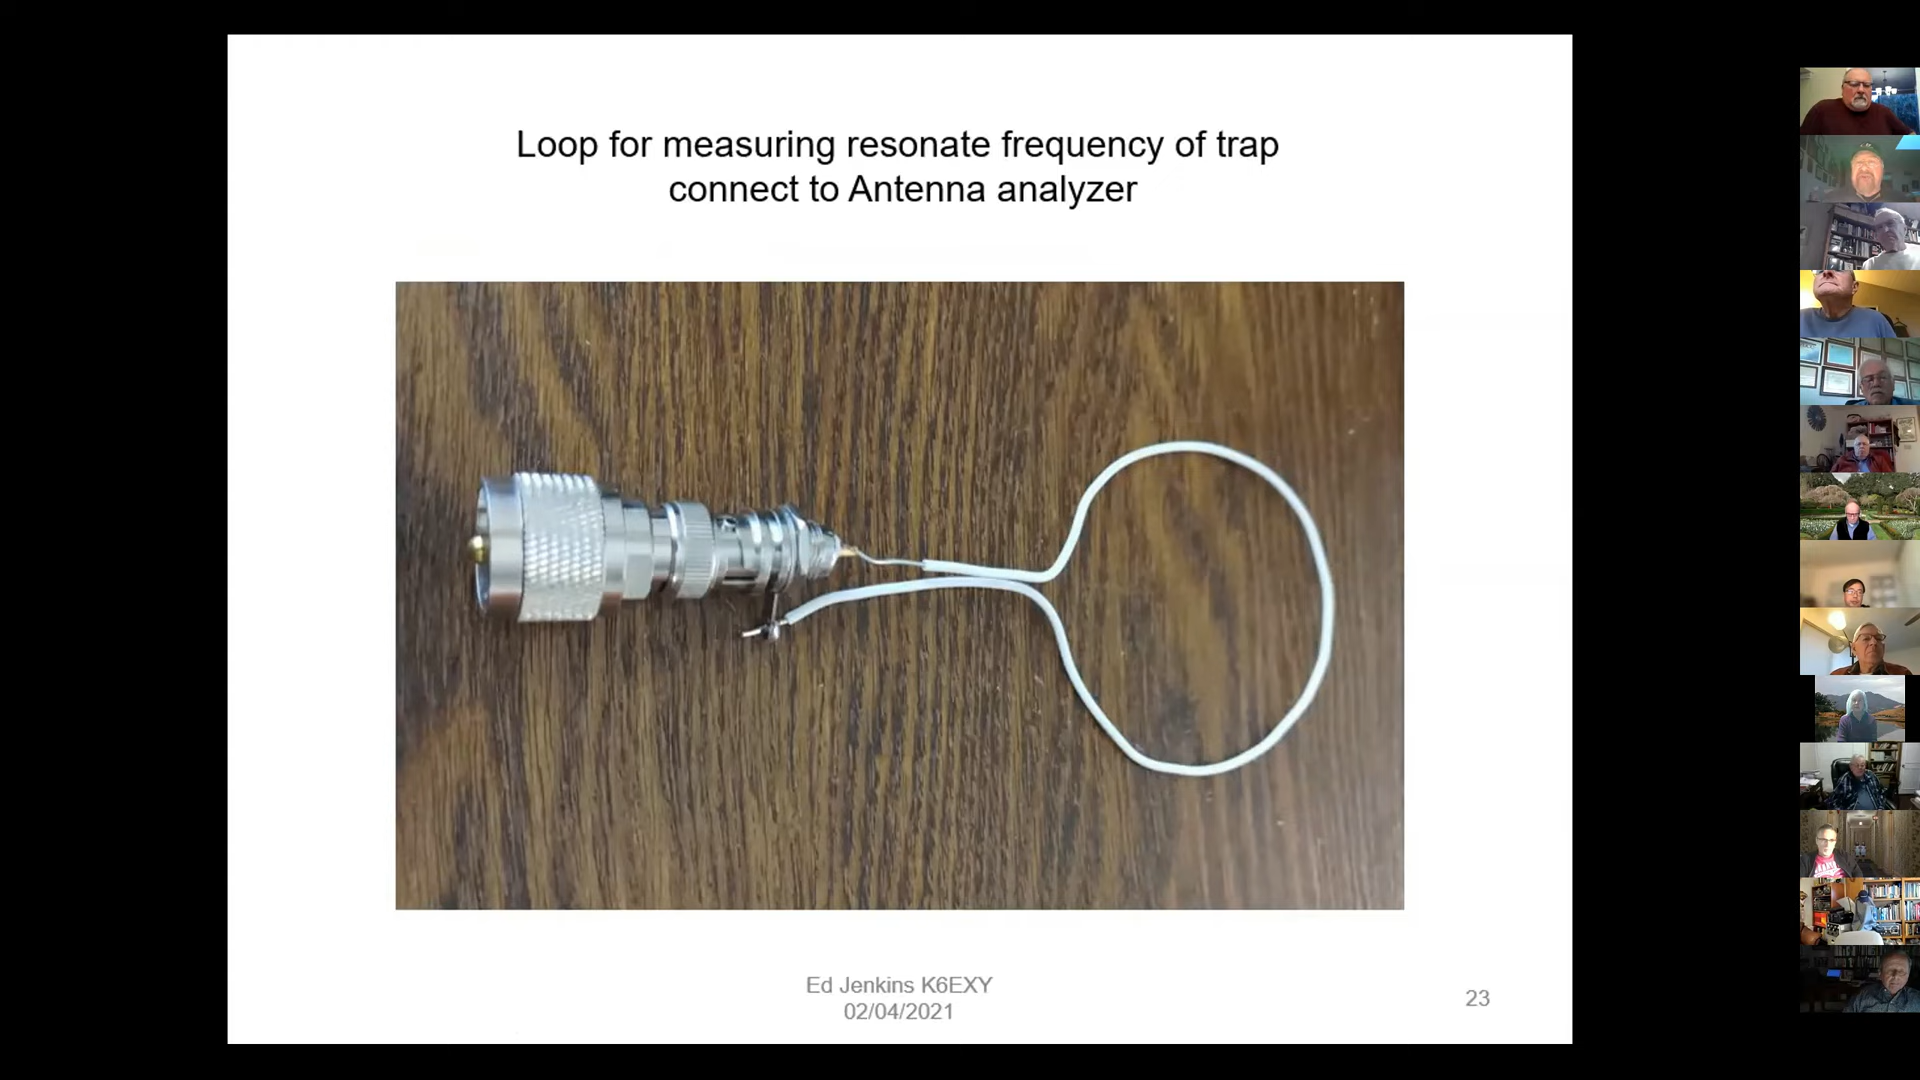 Loop for measuring resonate frequency of trap
connect to Antenna analyzer
Ed Jenkins K6EXY
02/04/2021
23